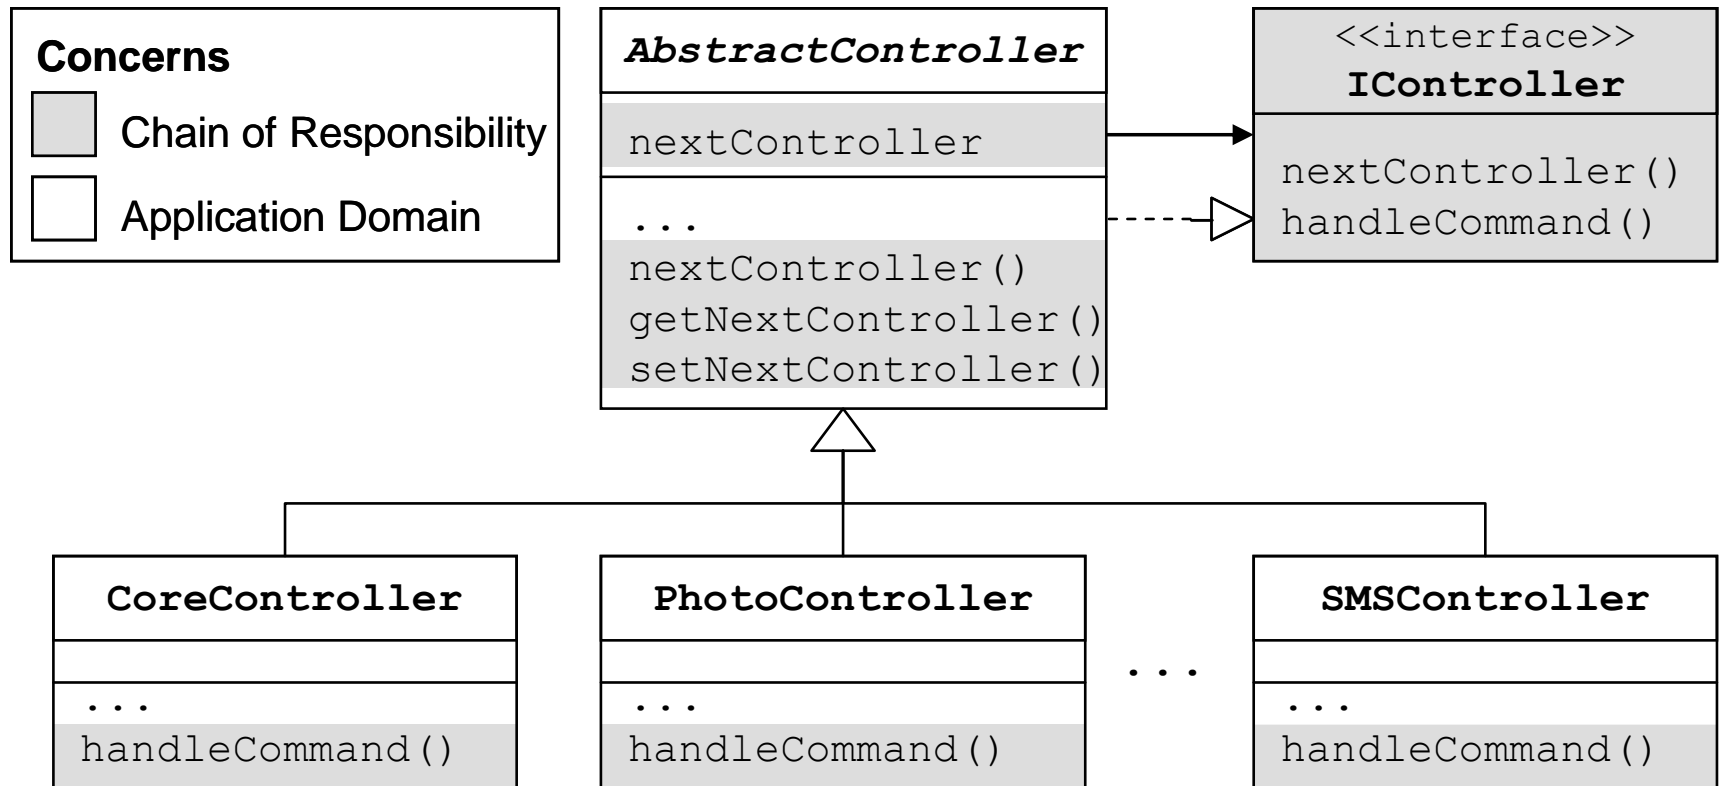 Concerns
Chain of Responsibility
Application Domain
AbstractController
nextController
...
nextController()
getNextController()
setNextController()
<<interface>>
IController
nextController()
handleCommand()
CoreController
...
handleCommand()
PhotoController
...
handleCommand()
...
SMSController
...
handleCommand()